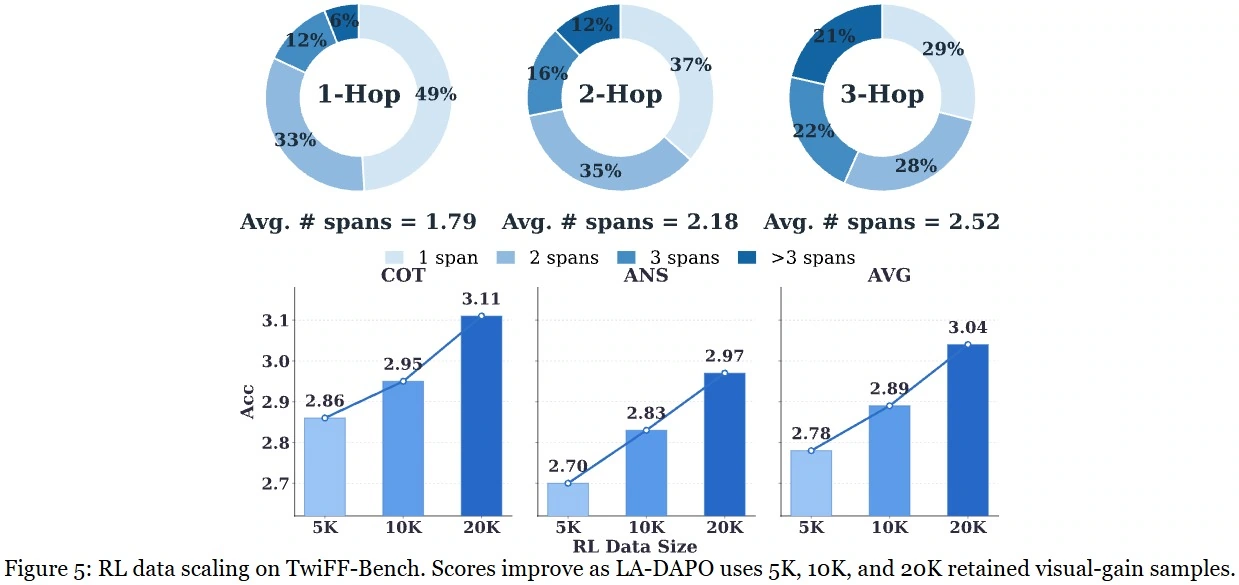 6% 12% 21%
12% 29%
37%
16%
1-Hop 49% 2-Hop 3-Hop
22%
33%
35% 28%
Avg. # spans = 1.79 Avg. # spans = 2.18 Avg. # spans = 2.52
1 span 2 spans 3 spans >3 spans
COT ANS AVG
Acc
3.1
3.0
2.9
2.8
2.7
2.86 2.95 3.11
2.70 2.83 2.97
2.78 2.89 3.04
5K 10K 20K 5K 10K 20K 5K 10K 20K
RL Data Size
Figure 5: RL data scaling on TwiFF-Bench. Scores improve as LA-DAPO uses 5K, 10K, and 20K retained visual-gain samples.